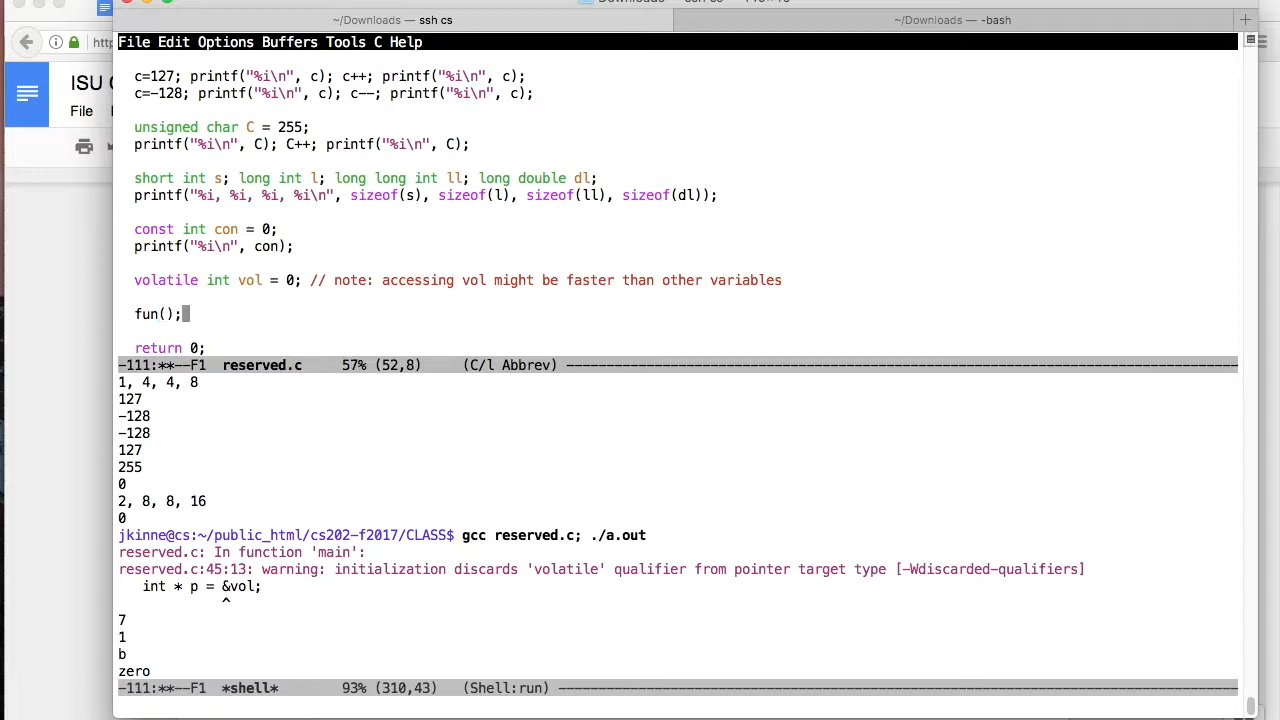 ~/Downloads — ssh cs
~/Downloads — -bash
http
File Edit Options Buffers Tools C Help
ISU
File
c=127; printf("%i\n", c); c++; printf("%i\n", c);
c=-128; printf("%i\n", c); c--; printf("%i\n", c);
unsigned char C = 255;
printf("%i\n", C); C++; printf("%i\n", C);
short int s; long int l; long long int ll; long double dl;
printf("%i, %i, %i, %i\n", sizeof(s), sizeof(l), sizeof(ll), sizeof(dl));
const int con = 0;
printf("%i\n", con);
volatile int vol = 0; // note: accessing vol might be faster than other variables
fun();
return 0;
-111:**--F1 reserved.c 57% (52,8) (C/l Abbrev) ------------------------------------------------------------------------------------
1, 4, 4, 8
127
-128
-128
127
255
0
2, 8, 8, 16
0
jkinne@cs:~/public_html/cs202-f2017/CLASS$ gcc reserved.c; ./a.out
reserved.c: In function 'main':
reserved.c:45:13: warning: initialization discards 'volatile' qualifier from pointer target type [-Wdiscarded-qualifiers]
int * p = &vol;
^
7
1
b
zero
-111:**--F1 *shell* 93% (310,43) (Shell:run) -------------------------------------------------------------------------------------